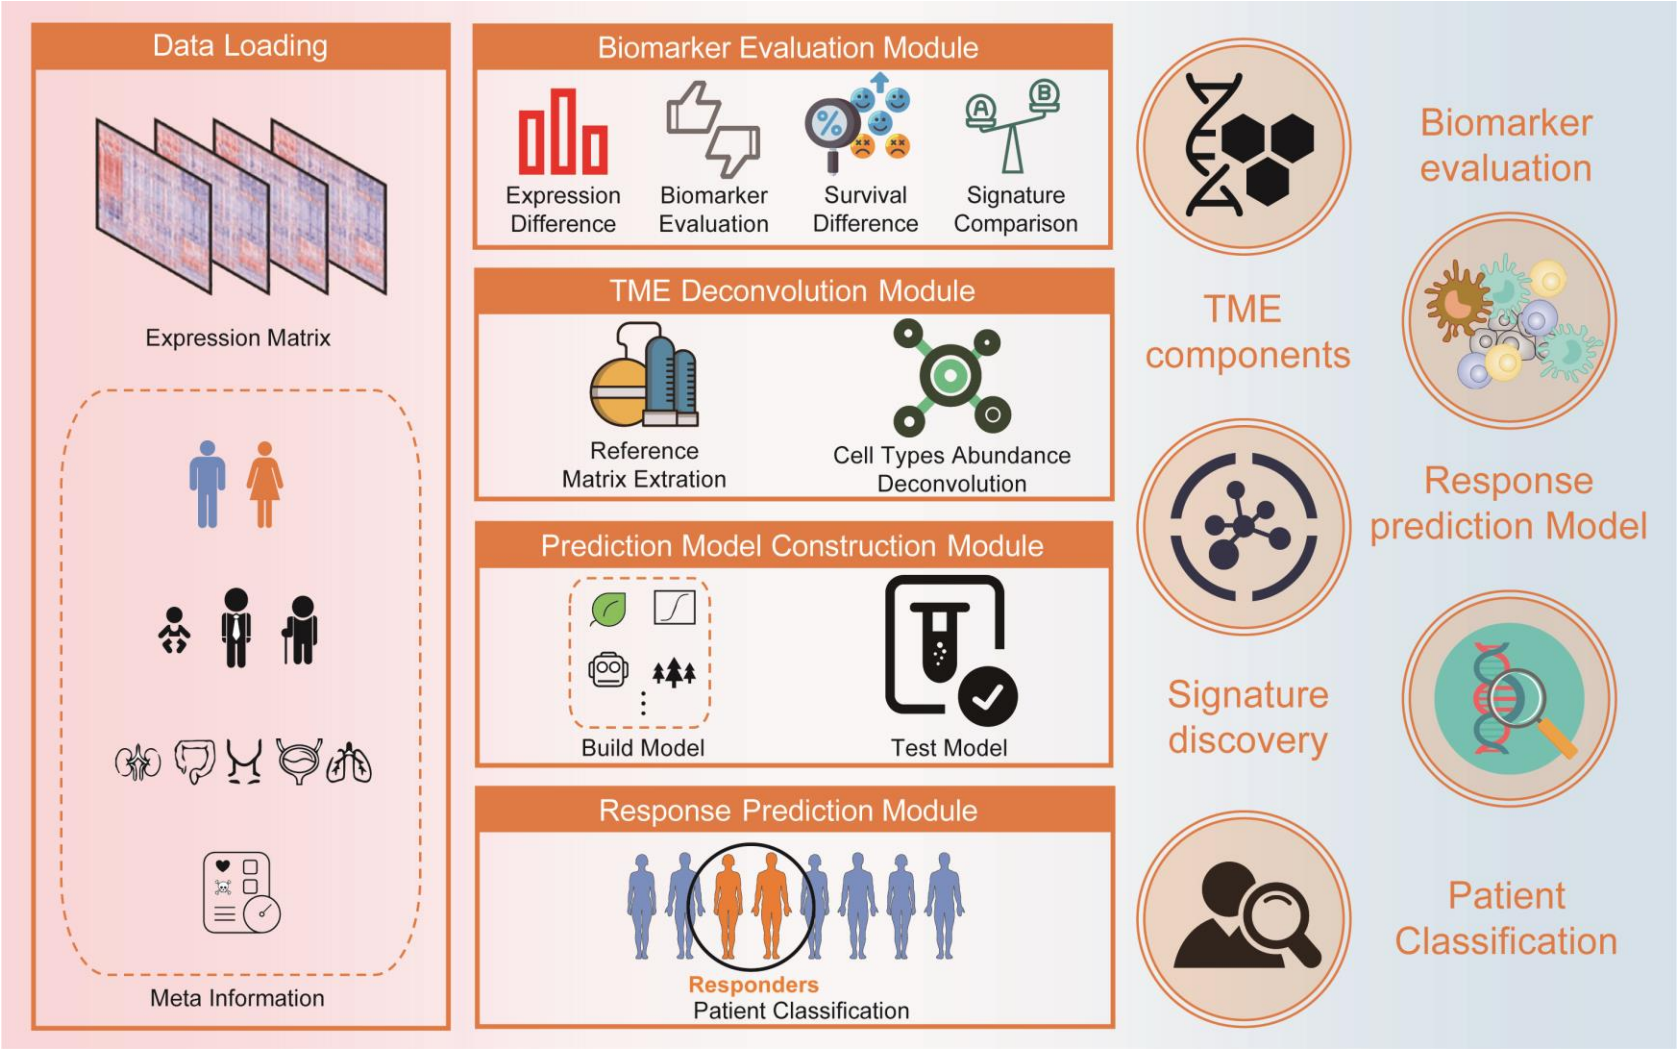 Data Loading
Expression Matrix
Meta Information
Biomarker Evaluation Module
Expression
Difference
Biomarker
Evaluation
%
Survival
Difference
A
B
Signature
Comparison
TME Deconvolution Module
Reference
Matrix Extration
Cell Types Abundance
Deconvolution
Prediction Model Construction Module
Build Model
Test Model
Response Prediction Module
Responders
Patient Classification
Biomarker
evaluation
TME
components
Response
prediction Model
Signature
discovery
Patient
Classification